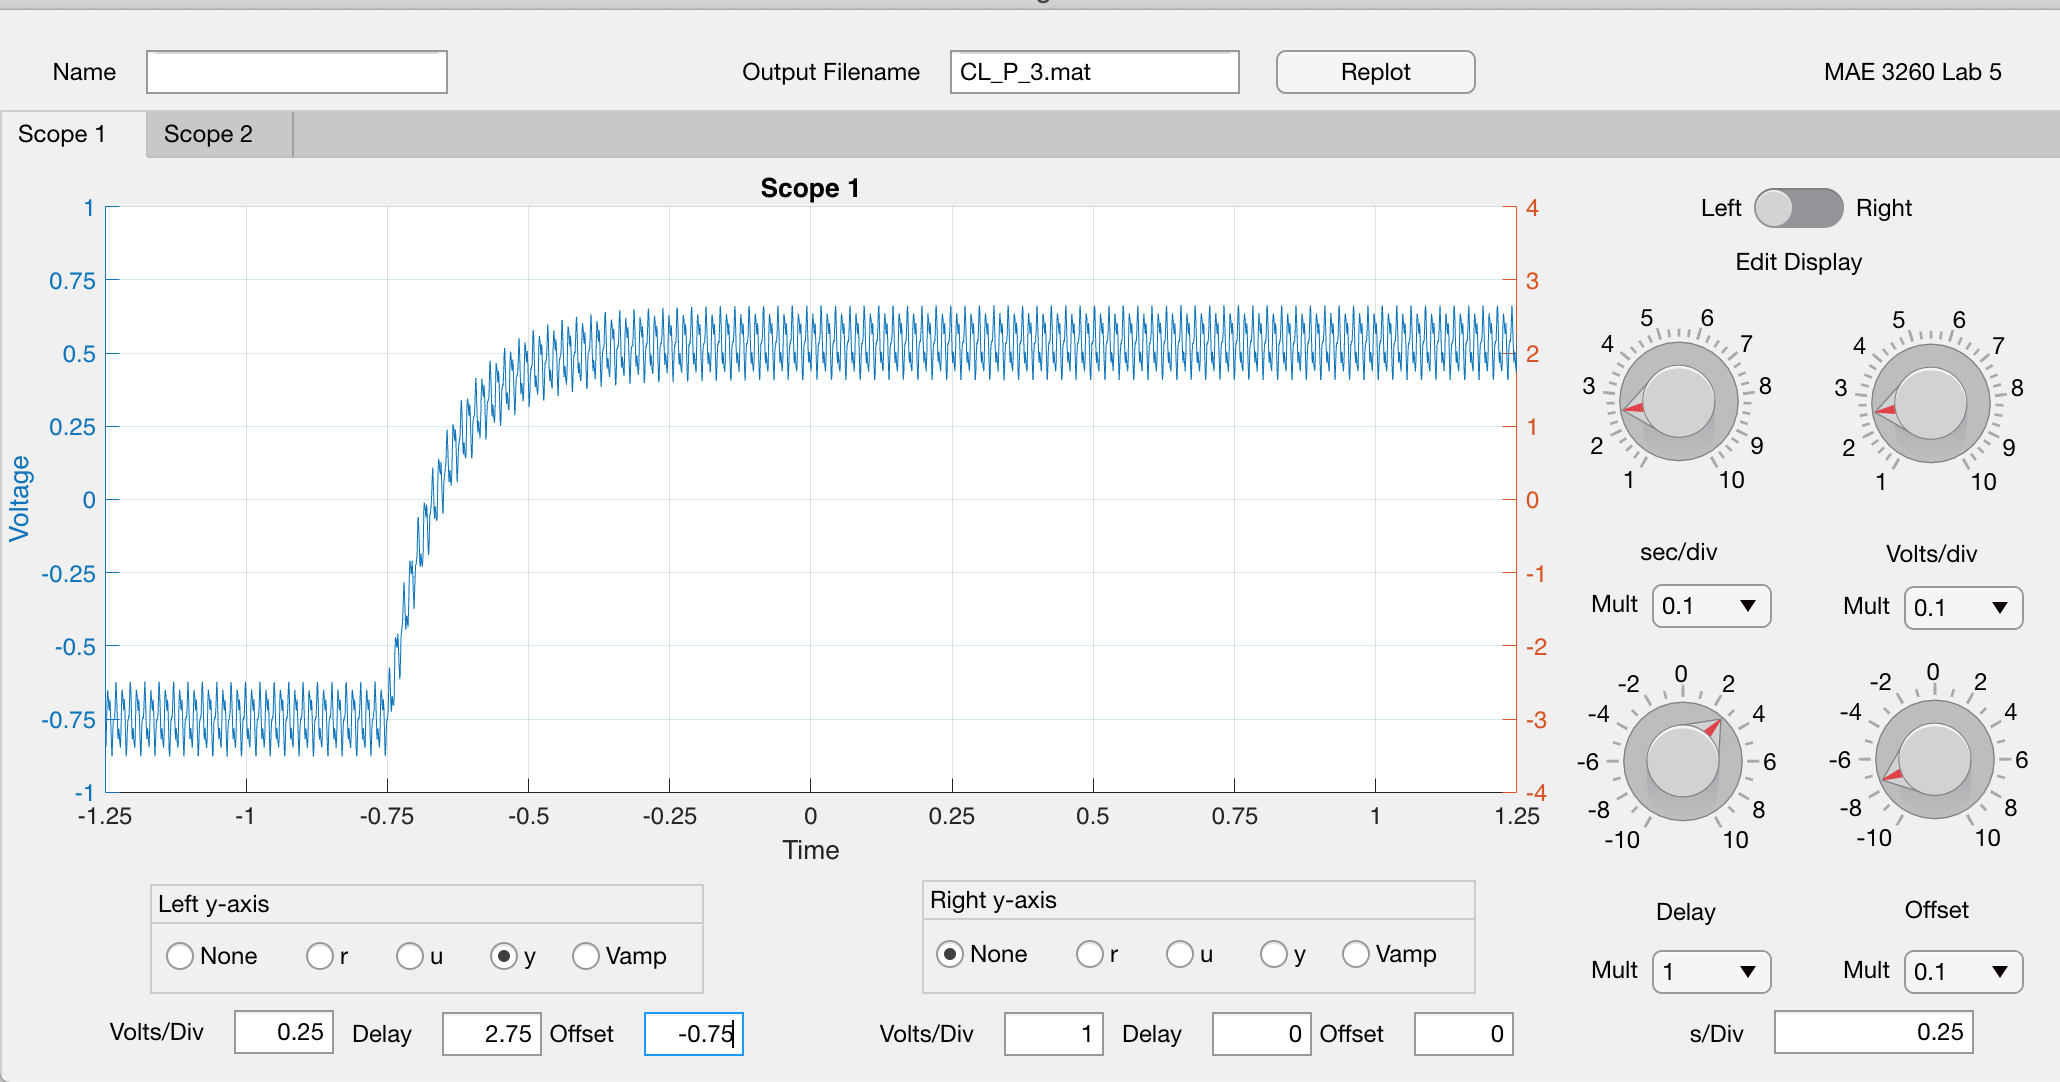 Name
Output Filename CL_P_3.mat Replot MAE 3260 Lab 5
Scope 1 Scope 2
Scope 1
Left Right
Edit Display
1
0.75
0.5
0.25
0
-0.25
-0.5
-0.75
-1
Voltage
4
3
2
1
0
-1
-2
-3
-4
-1.25 -1 -0.75 -0.5 -0.25 0 0.25 0.5 0.75 1 1.25
Time
1 2 3 4 5 6 7 8 9 10
sec/div
Mult 0.1
1 2 3 4 5 6 7 8 9 10
Volts/div
Mult 0.1
-10 -8 -6 -4 -2 0 2 4 6 8 10
Delay
Mult 1
-10 -8 -6 -4 -2 0 2 4 6 8 10
Offset
Mult 0.1
Left y-axis
None r u y Vamp
Volts/Div 0.25 Delay 2.75 Offset -0.75
Right y-axis
None r u y Vamp
Volts/Div 1 Delay 0 Offset 0
s/Div 0.25